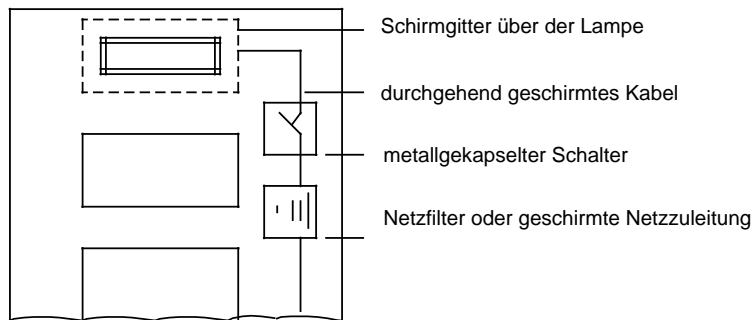 Schirmgitter über der Lampe
durchgehend geschirmtes Kabel
metallgekapselter Schalter
Netzfilter oder geschirmte Netzzuleitung